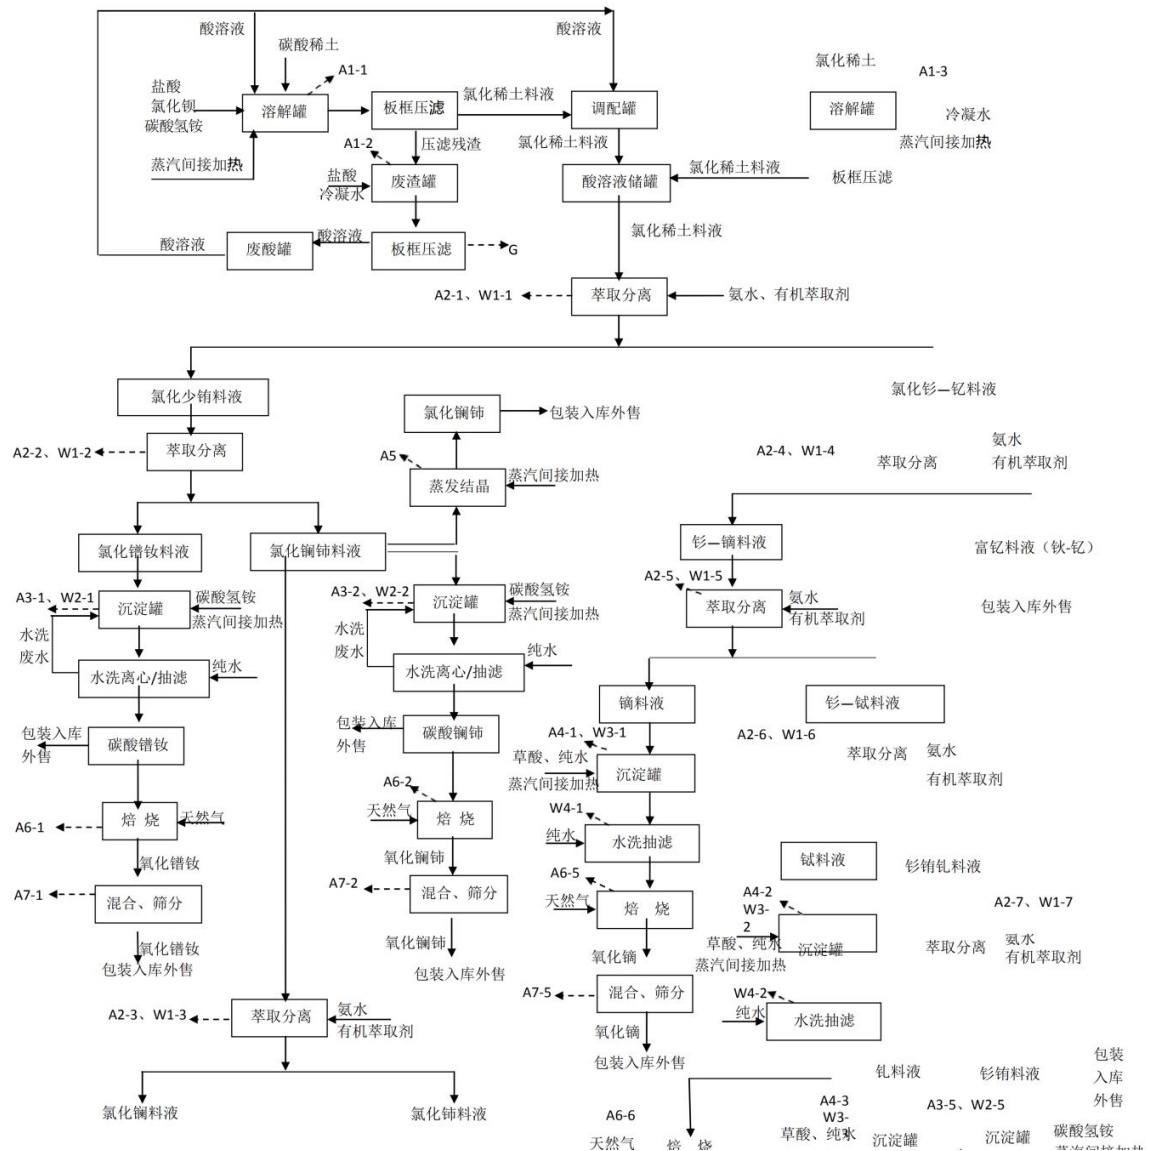 酸溶液
酸溶液
碳酸稀土
A1-1
盐酸
氯化钡
碳酸氢铵
溶解罐
板框压滤
氯化稀土料液
调配罐
氯化稀土
A1-3
溶解罐
冷凝水
蒸汽间接加热
蒸汽间接加热
A1-2
压滤残渣
氯化稀土料液
盐酸
冷凝水
废渣罐
酸溶液储罐
氯化稀土料液
板框压滤
酸溶液
废酸罐
酸溶液
板框压滤
G
氯化稀土料液
A2-1、W1-1
萃取分离
氨水、有机萃取剂
氯化少铕料液
氯化镧铈
包装入库外售
氯化钐—钇料液
A2-2、W1-2
萃取分离
A5
蒸发结晶
蒸汽间接加热
A2-4、W1-4
萃取分离
氨水
有机萃取剂
氯化镨钕料液
氯化镧铈料液
钐—镝料液
富钇料液（钬-钇）
A3-1、W2-1
沉淀罐
碳酸氢铵
蒸汽间接加热
水洗
废水
水洗离心/抽滤
纯水
A3-2、W2-2
沉淀罐
碳酸氢铵
蒸汽间接加热
水洗
废水
水洗离心/抽滤
纯水
A2-5、W1-5
萃取分离
氨水
有机萃取剂
包装入库外售
镝料液
钐—铽料液
包装入库
外售
碳酸镨钕
包装入库
外售
碳酸镧铈
A4-1、W3-1
草酸、纯水
蒸汽间接加热
沉淀罐
A2-6、W1-6
萃取分离
氨水
有机萃取剂
A6-1
焙 烧
天然气
A6-2
天然气
焙 烧
W4-1
纯水
水洗抽滤
氧化镨钕
氧化镧铈
铽料液
钐铕钆料液
A7-1
混合、筛分
A7-2
混合、筛分
A6-5
天然气
焙 烧
A4-2
W3-
2
沉淀罐
草酸、纯水
蒸汽间接加热
A2-7、W1-7
萃取分离
氨水
有机萃取剂
氧化镨钕
包装入库外售
氧化镧铈
包装入库外售
氧化镝
A7-5
混合、筛分
W4-2
纯水
水洗抽滤
A2-3、W1-3
萃取分离
氨水
有机萃取剂
氧化镝
包装入库外售
氯化镧料液
氯化铈料液
钆料液
钐铕料液
包装
入库
外售
A6-6
天然气
焙 烧
A4-3
W3-
3
草酸、纯水
沉淀罐
A3-5、W2-5
沉淀罐
碳酸氢铵
蒸汽间接加热